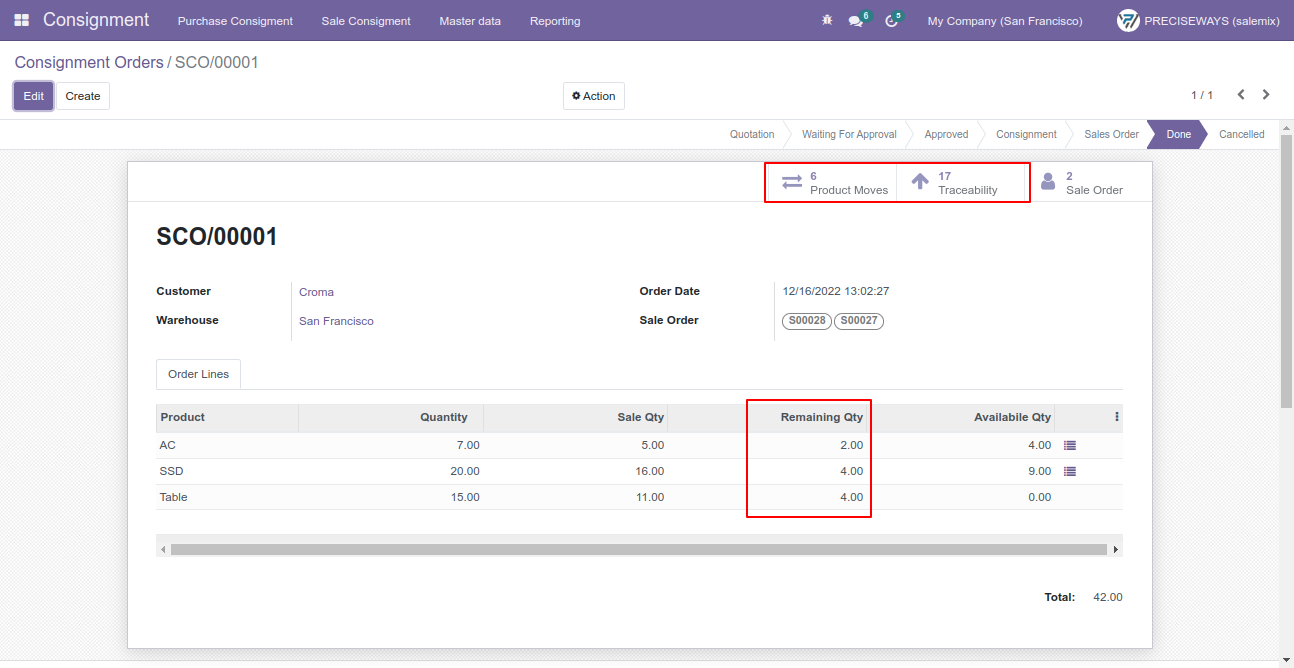 Consignment Purchase Consigment Sale Consigment Master data Reporting 6 5 My Company (San Francisco) PRECISEWAYS (salemix)
Consignment Orders / SCO/00001
Edit Create Action 1 / 1
Quotation Waiting For Approval Approved Consignment Sales Order Done Cancelled
6 17 2
Product Moves Traceability Sale Order
SCO/00001
Customer Croma Order Date 12/16/2022 13:02:27
Warehouse San Francisco Sale Order S00028 S00027
Order Lines
Product Quantity Sale Qty Remaining Qty Availabile Qty
AC 7.00 5.00 2.00 4.00
SSD 20.00 16.00 4.00 9.00
Table 15.00 11.00 4.00 0.00
Total: 42.00